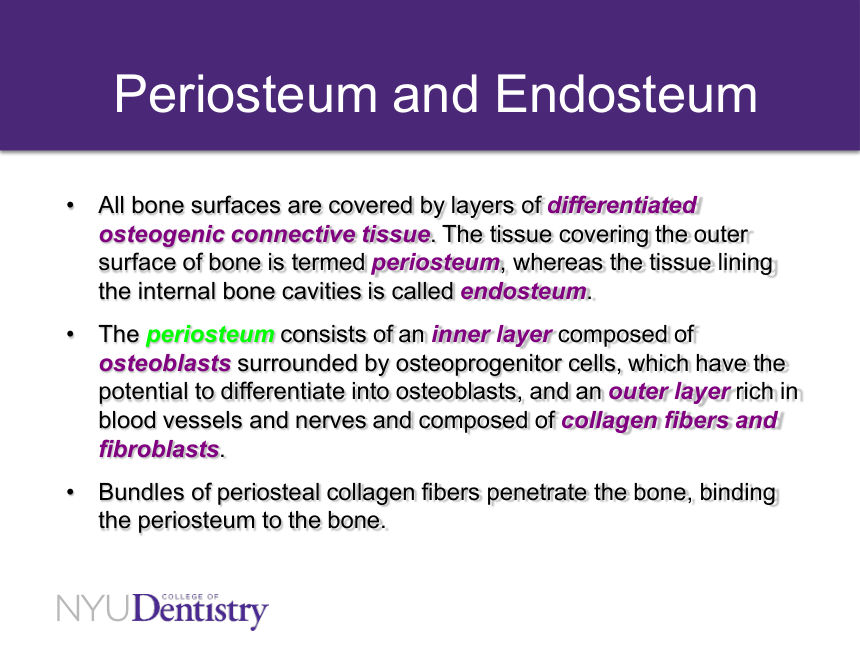 Periosteum and Endosteum
• All bone surfaces are covered by layers of differentiated
osteogenic connective tissue. The tissue covering the outer
surface of bone is termed periosteum, whereas the tissue lining
the internal bone cavities is called endosteum.
• The periosteum consists of an inner layer composed of
osteoblasts surrounded by osteoprogenitor cells, which have the
potential to differentiate into osteoblasts, and an outer layer rich in
blood vessels and nerves and composed of collagen fibers and
fibroblasts.
• Bundles of periosteal collagen fibers penetrate the bone, binding
the periosteum to the bone.
COLLEGE OF
NYU Dentistry